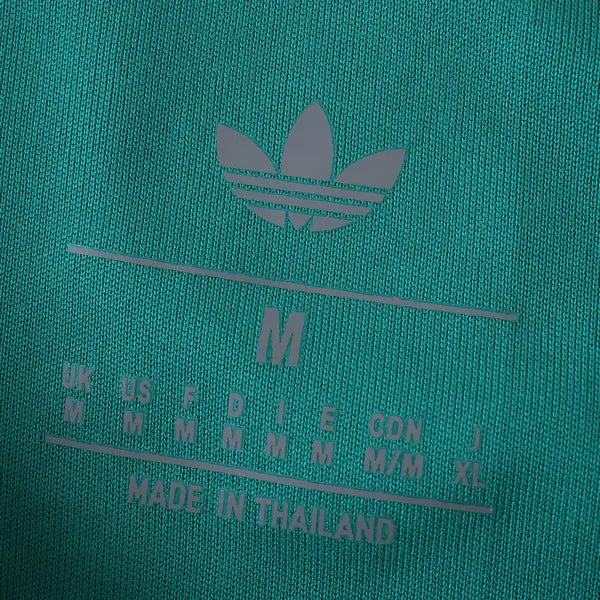 M
UK US F D I E CDN J
M M M M M M M/M XL
MADE IN THAILAND